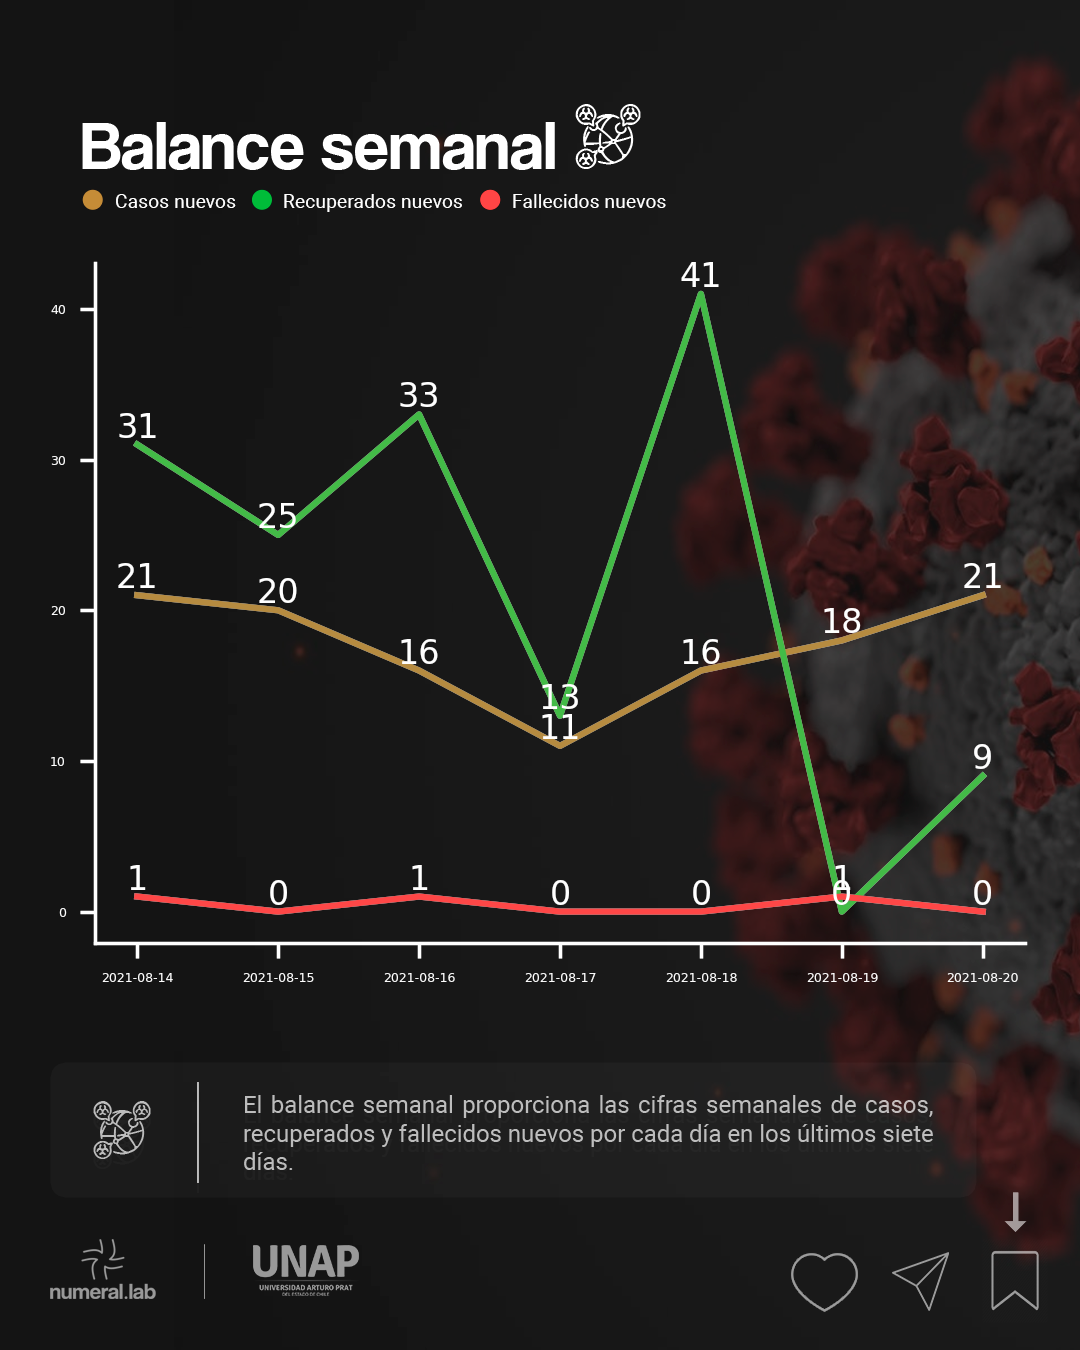 Balance semanal
Casos nuevos Recuperados nuevos Fallecidos nuevos
41
40
33
31
30
25
21 20 21
20
18
16 16
13
11
10
9
1 1 1
0 0 0 0 0
0
2021-08-14 2021-08-15 2021-08-16 2021-08-17 2021-08-18 2021-08-19 2021-08-20
El balance semanal proporciona las cifras semanales de casos,
recuperados y fallecidos nuevos por cada día en los últimos siete
días.
numeral.lab
UNAP
UNIVERSIDAD ARTURO PRAT
DEL ESTADO DE CHILE